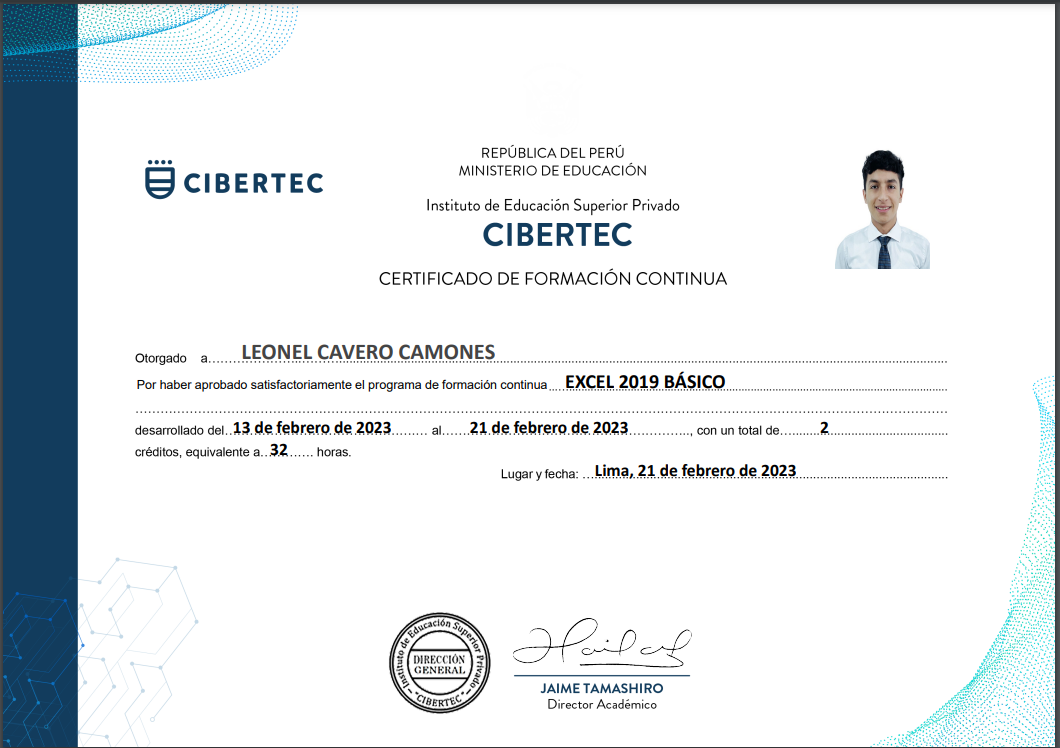 CIBERTEC
REPÚBLICA DEL PERÚ
MINISTERIO DE EDUCACIÓN
Instituto de Educación Superior Privado
CIBERTEC
CERTIFICADO DE FORMACIÓN CONTINUA
Otorgado a LEONEL CAVERO CAMONES
Por haber aprobado satisfactoriamente el programa de formación continua EXCEL 2019 BÁSICO
desarrollado del 13 de febrero de 2023 al 21 de febrero de 2023, con un total de 2
créditos, equivalente a 32 horas.
Lugar y fecha: Lima, 21 de febrero de 2023
Instituto de Educación Superior Privado
DIRECCIÓN
GENERAL
"CIBERTEC"
JAIME TAMASHIRO
Director Académico